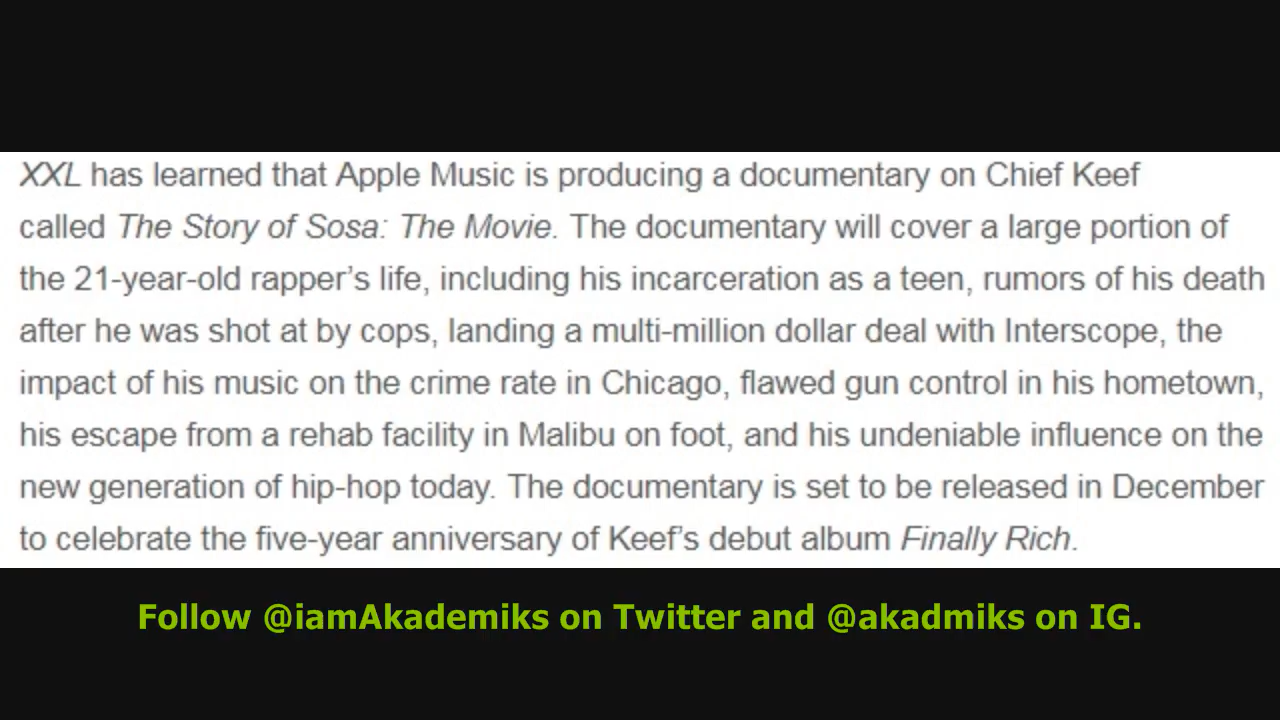 XXL has learned that Apple Music is producing a documentary on Chief Keef
called The Story of Sosa: The Movie. The documentary will cover a large portion of
the 21-year-old rapper’s life, including his incarceration as a teen, rumors of his death
after he was shot at by cops, landing a multi-million dollar deal with Interscope, the
impact of his music on the crime rate in Chicago, flawed gun control in his hometown,
his escape from a rehab facility in Malibu on foot, and his undeniable influence on the
new generation of hip-hop today. The documentary is set to be released in December
to celebrate the five-year anniversary of Keef’s debut album Finally Rich.
Follow @iamAkademiks on Twitter and @akadmiks on IG.